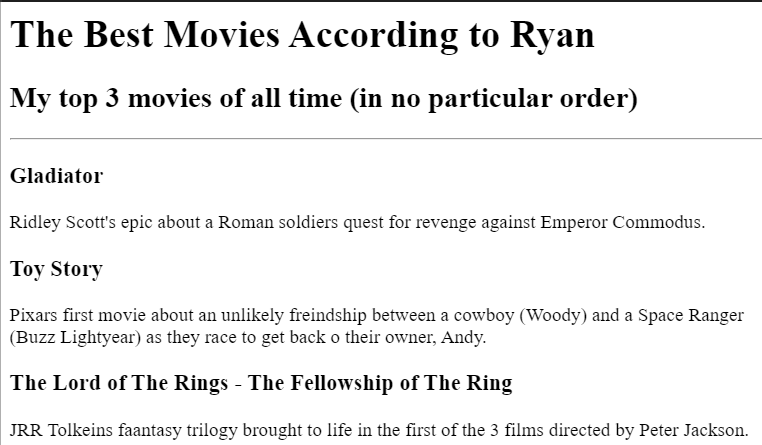 The Best Movies According to Ryan
My top 3 movies of all time (in no particular order)
Gladiator
Ridley Scott's epic about a Roman soldiers quest for revenge against Emperor Commodus.
Toy Story
Pixars first movie about an unlikely freindship between a cowboy (Woody) and a Space Ranger
(Buzz Lightyear) as they race to get back o their owner, Andy.
The Lord of The Rings - The Fellowship of The Ring
JRR Tolkeins faantasy trilogy brought to life in the first of the 3 films directed by Peter Jackson.